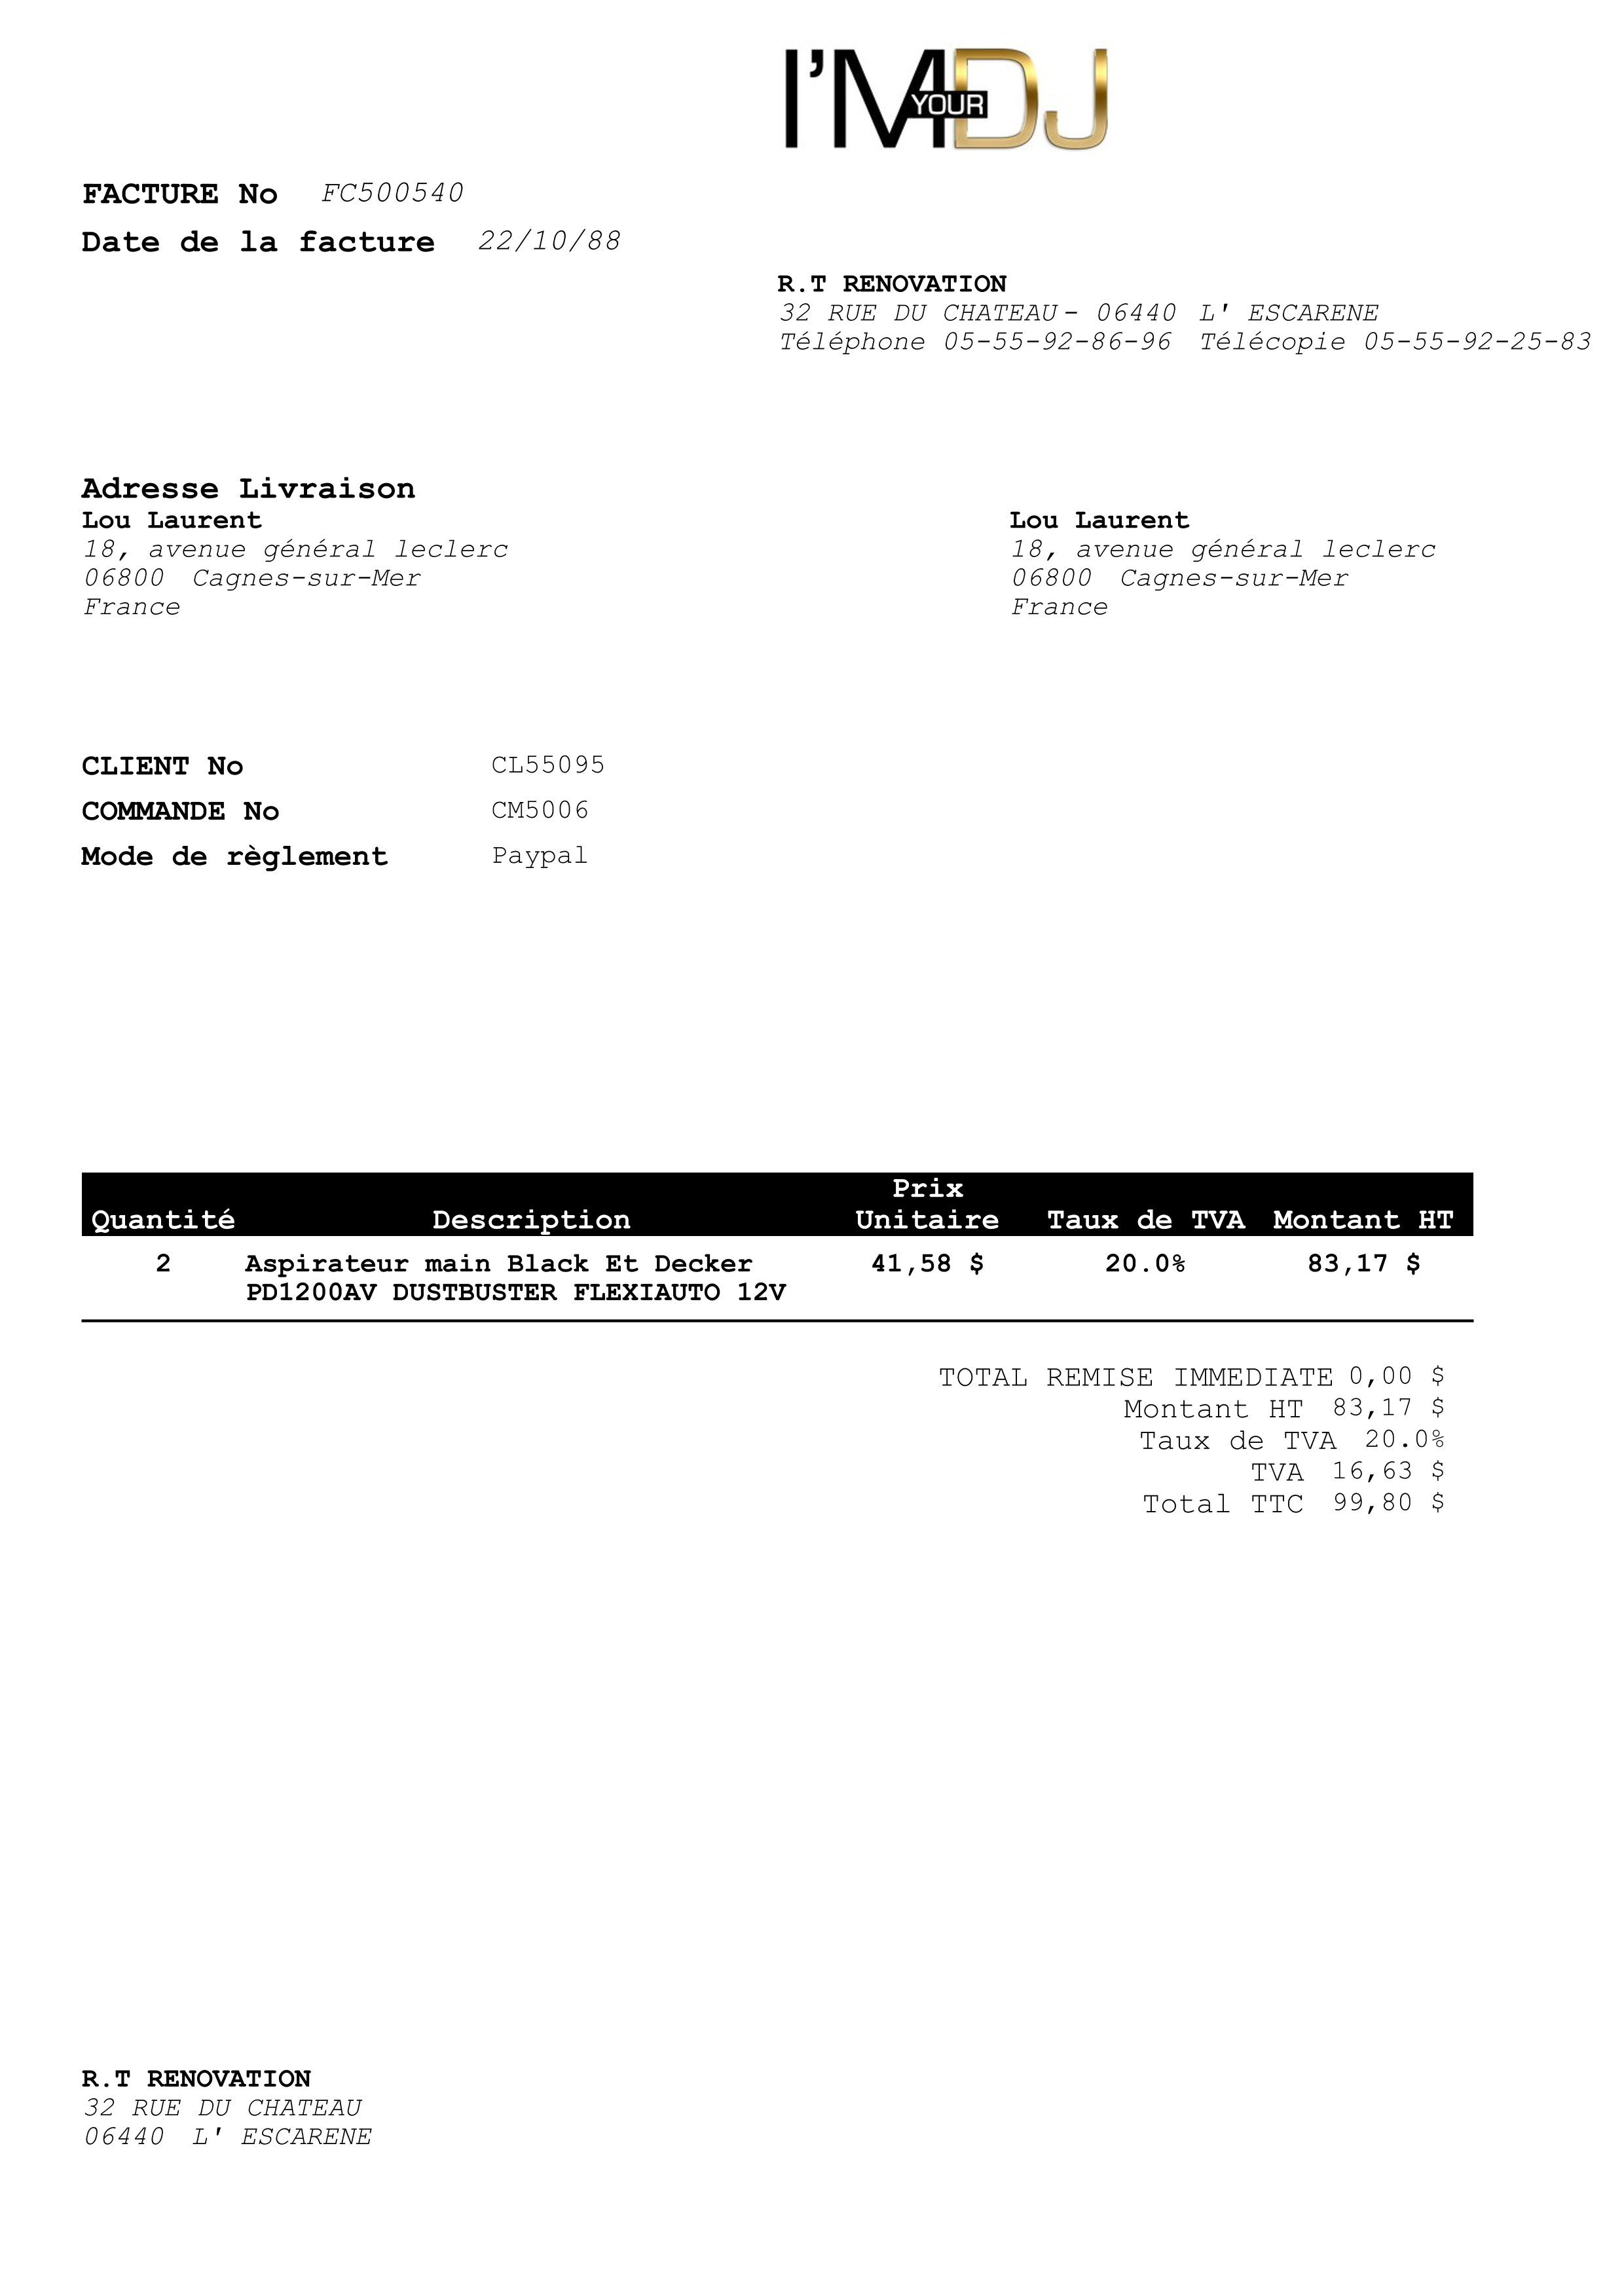 I'M YOUR DJ
FACTURE No FC500540
Date de la facture 22/10/88
R.T RENOVATION
32 RUE DU CHATEAU - 06440 L' ESCARENE
Téléphone 05-55-92-86-96 Télécopie 05-55-92-25-83
Adresse Livraison
Lou Laurent
18, avenue général leclerc
06800 Cagnes-sur-Mer
France
Lou Laurent
18, avenue général leclerc
06800 Cagnes-sur-Mer
France
CLIENT No CL55095
COMMANDE No CM5006
Mode de règlement Paypal
Prix
Quantité Description Unitaire Taux de TVA Montant HT
2 Aspirateur main Black Et Decker 41,58 $ 20.0% 83,17 $
PD1200AV DUSTBUSTER FLEXIAUTO 12V
TOTAL REMISE IMMEDIATE 0,00 $
Montant HT 83,17 $
Taux de TVA 20.0%
TVA 16,63 $
Total TTC 99,80 $
R.T RENOVATION
32 RUE DU CHATEAU
06440 L' ESCARENE